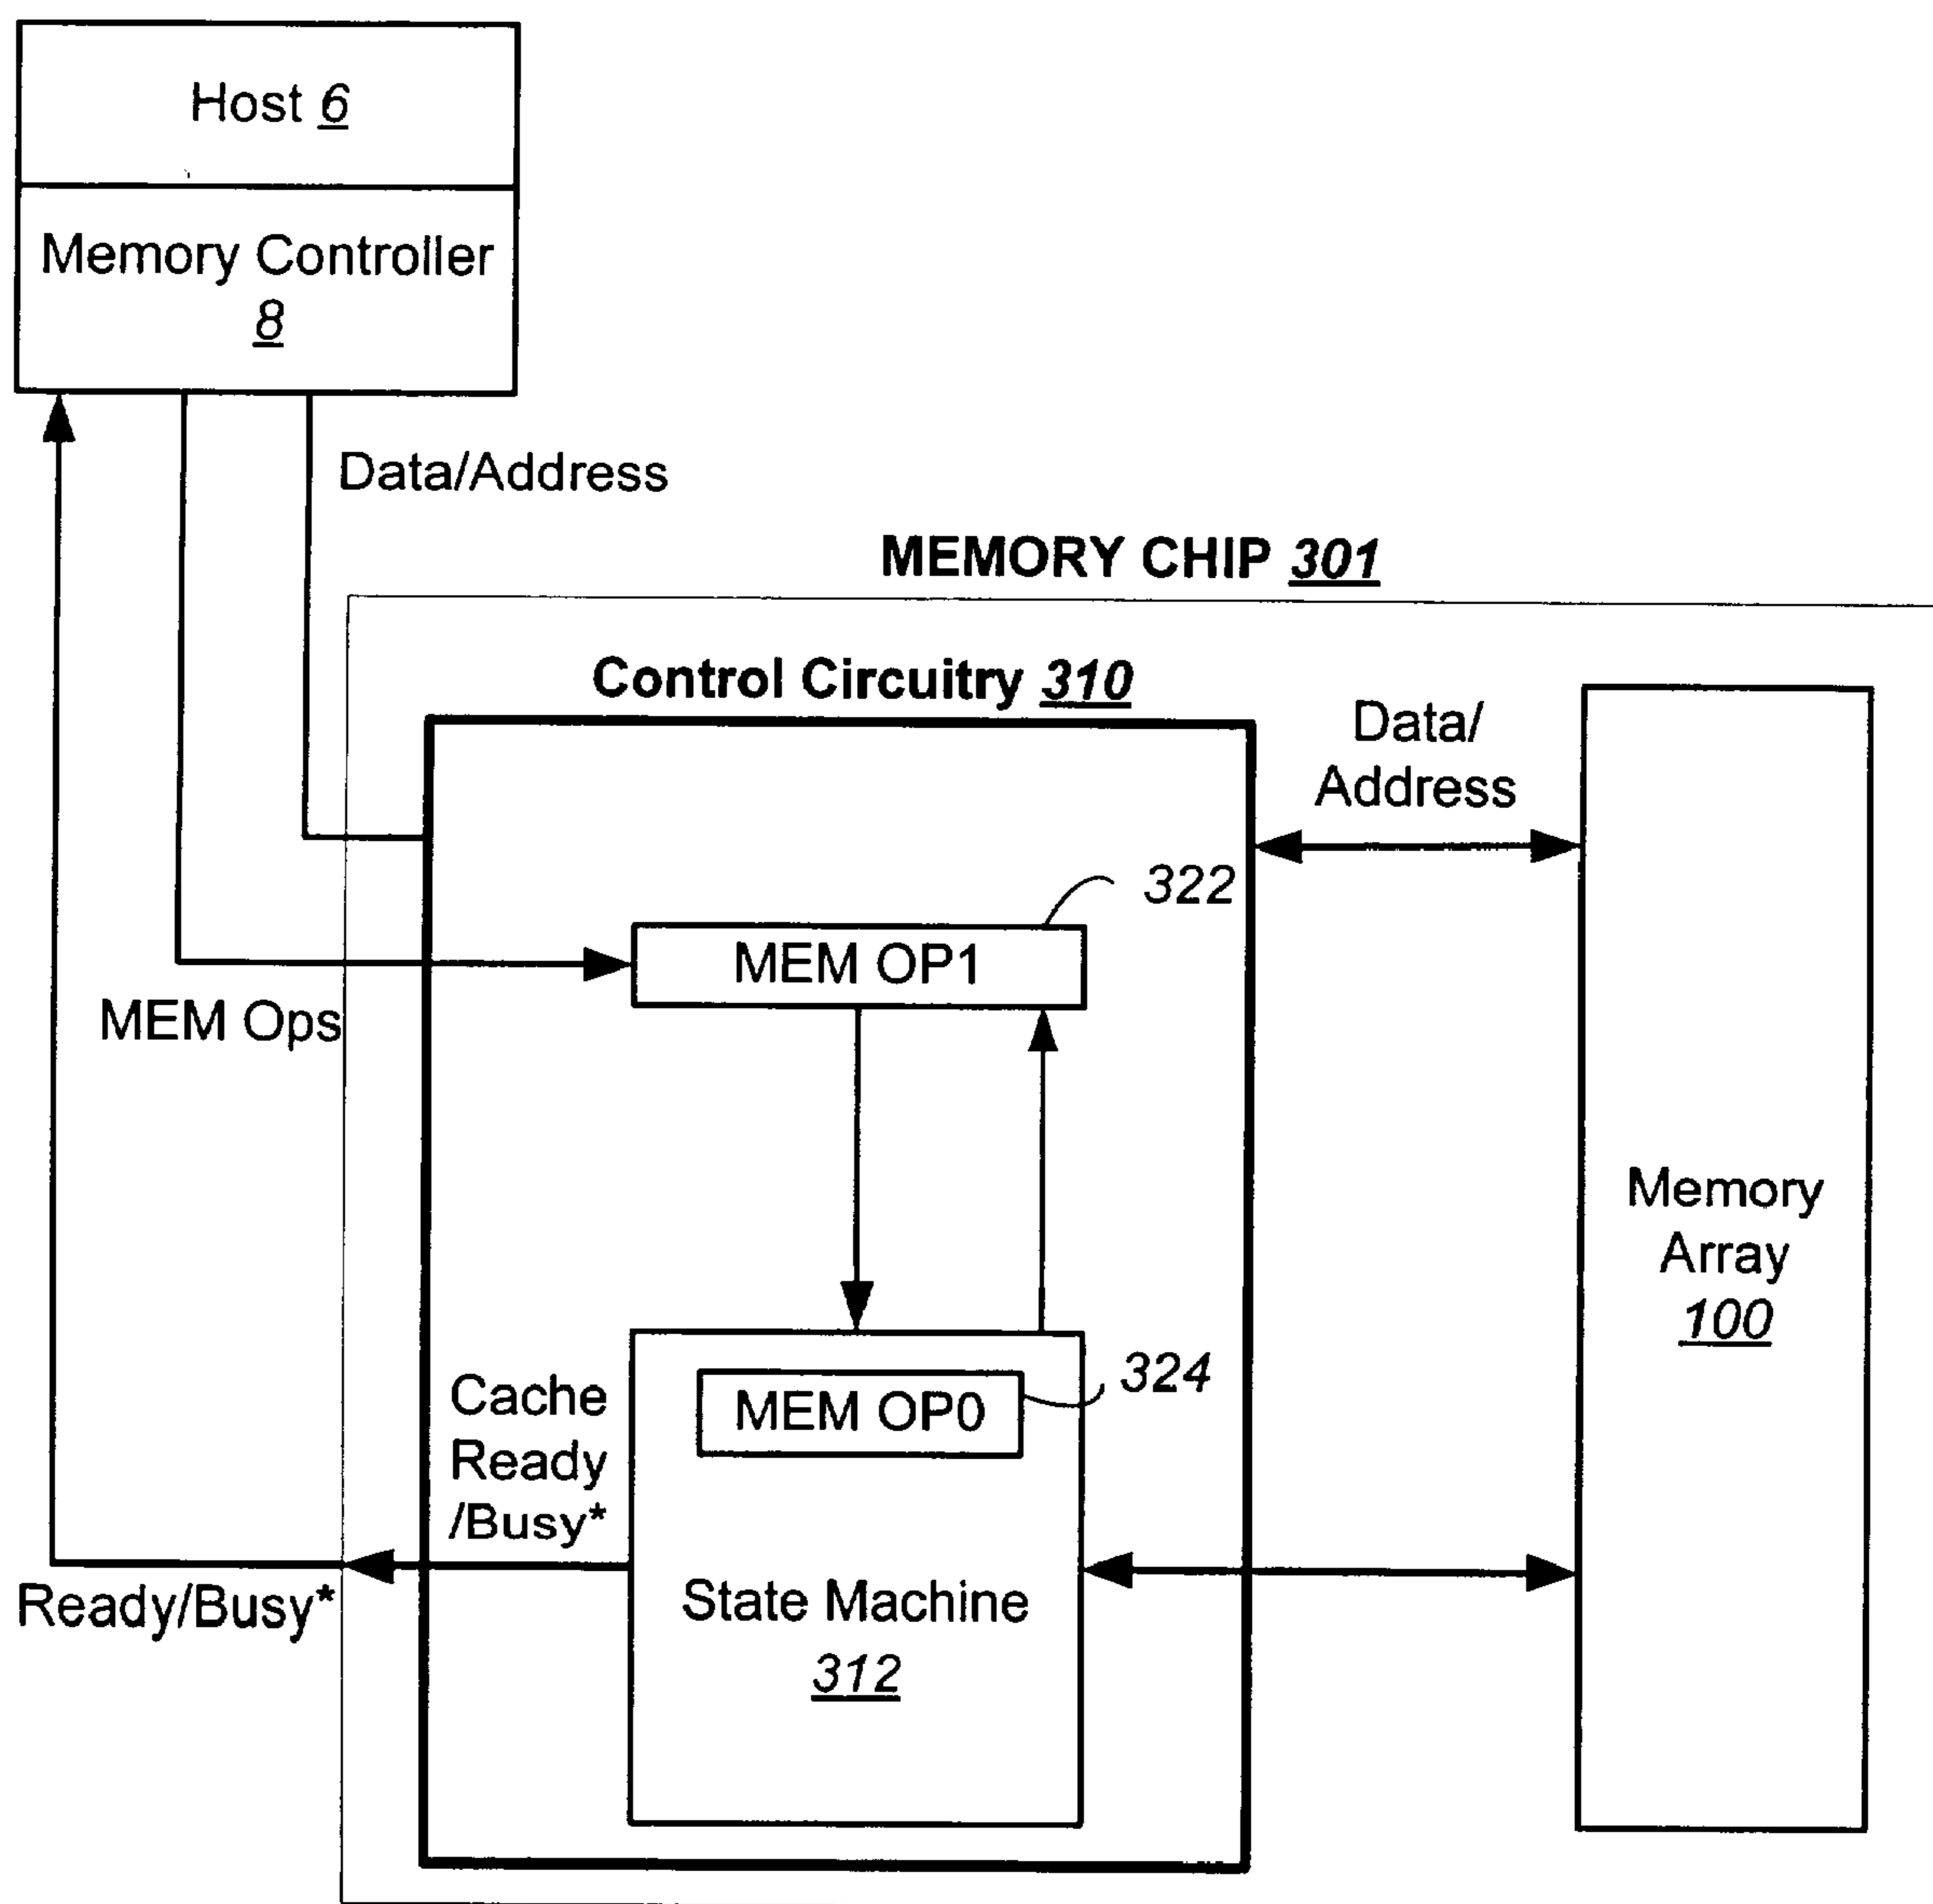 Host 6
Memory Controller
8
Data/Address
MEMORY CHIP 301
Control Circuitry 310
Data/
Address
322
MEM OP1
MEM Ops
Memory
Array
100
324
MEM OP0
Cache
Ready
/Busy*
Ready/Busy*
State Machine
312